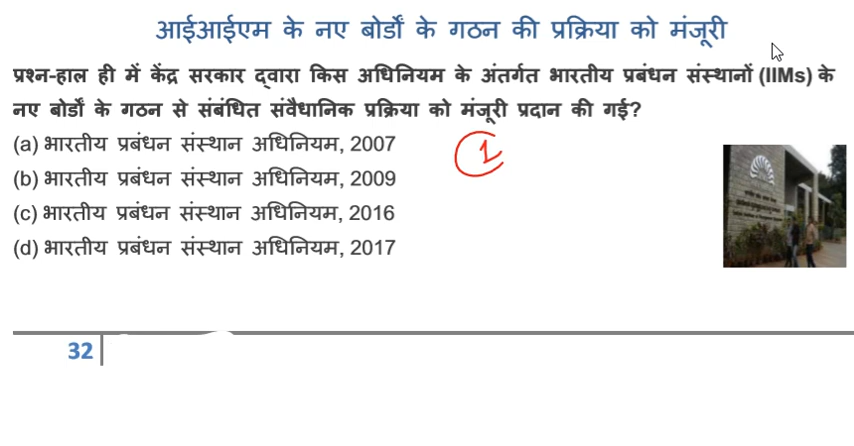 आईआईएम के नए बोर्डों के गठन की प्रक्रिया को मंजूरी
प्रश्न-हाल ही में केंद्र सरकार द्वारा किस अधिनियम के अंतर्गत भारतीय प्रबंधन संस्थानों (IIMs) के
नए बोर्डों के गठन से संबंधित संवैधानिक प्रक्रिया को मंजूरी प्रदान की गई?
(a) भारतीय प्रबंधन संस्थान अधिनियम, 2007
1
(b) भारतीय प्रबंधन संस्थान अधिनियम, 2009
(c) भारतीय प्रबंधन संस्थान अधिनियम, 2016
(d) भारतीय प्रबंधन संस्थान अधिनियम, 2017
32